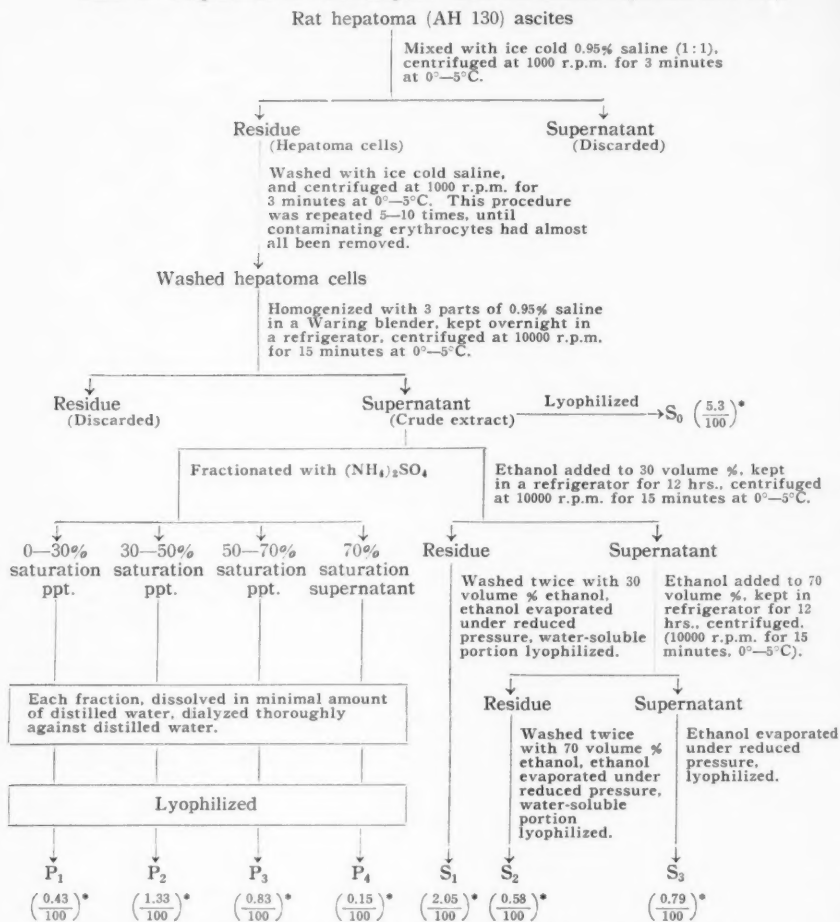 Rat hepatoma (AH 130) ascites
Mixed with ice cold 0.95% saline (1:1),
centrifuged at 1000 r.p.m. for 3 minutes
at 0°—5°C.
Residue
(Hepatoma cells)
Supernatant
(Discarded)
Washed with ice cold saline,
and centrifuged at 1000 r.p.m. for
3 minutes at 0°—5°C. This procedure
was repeated 5—10 times, until
contaminating erythrocytes had almost
all been removed.
Washed hepatoma cells
Homogenized with 3 parts of 0.95% saline
in a Waring blender, kept overnight in
a refrigerator, centrifuged at 10000 r.p.m.
for 15 minutes at 0°—5°C.
Residue
(Discarded)
Supernatant
(Crude extract)
Lyophilized
S₀ (5.3/100)*
Fractionated with (NH₄)₂SO₄
Ethanol added to 30 volume %, kept
in a refrigerator for 12 hrs., centrifuged
at 10000 r.p.m. for 15 minutes at 0°—5°C.
0—30%
saturation
ppt.
30—50%
saturation
ppt.
50—70%
saturation
ppt.
70%
saturation
supernatant
Residue
Supernatant
Washed twice with 30
volume % ethanol,
ethanol evaporated
under reduced
pressure, water-soluble
portion lyophilized.
Ethanol added to 70
volume %, kept in
refrigerator for 12
hrs., centrifuged.
(10000 r.p.m. for 15
minutes, 0°—5°C).
Each fraction, dissolved in minimal amount
of distilled water, dialyzed thoroughly
against distilled water.
Residue
Supernatant
Washed twice
with 70 volume %
ethanol, ethanol
evaporated under
reduced pressure,
water-soluble
portion
lyophilized.
Ethanol evaporated
under reduced
pressure,
lyophilized.
Lyophilized
P₁ P₂ P₃ P₄ S₁ S₂ S₃
(0.43/100)* (1.33/100)* (0.83/100)* (0.15/100)* (2.05/100)* (0.58/100)* (0.79/100)*